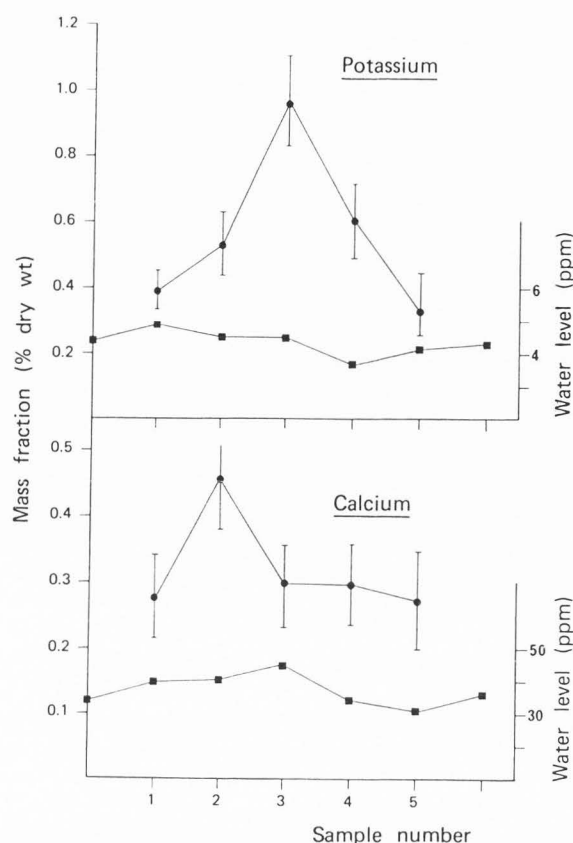 Potassium
1.2
1.0
0.8
0.6
0.4
0.2
Mass fraction (% dry wt)
6
4
Water level (ppm)
Calcium
0.5
0.4
0.3
0.2
0.1
50
30
Water level (ppm)
1 2 3 4 5
Sample number